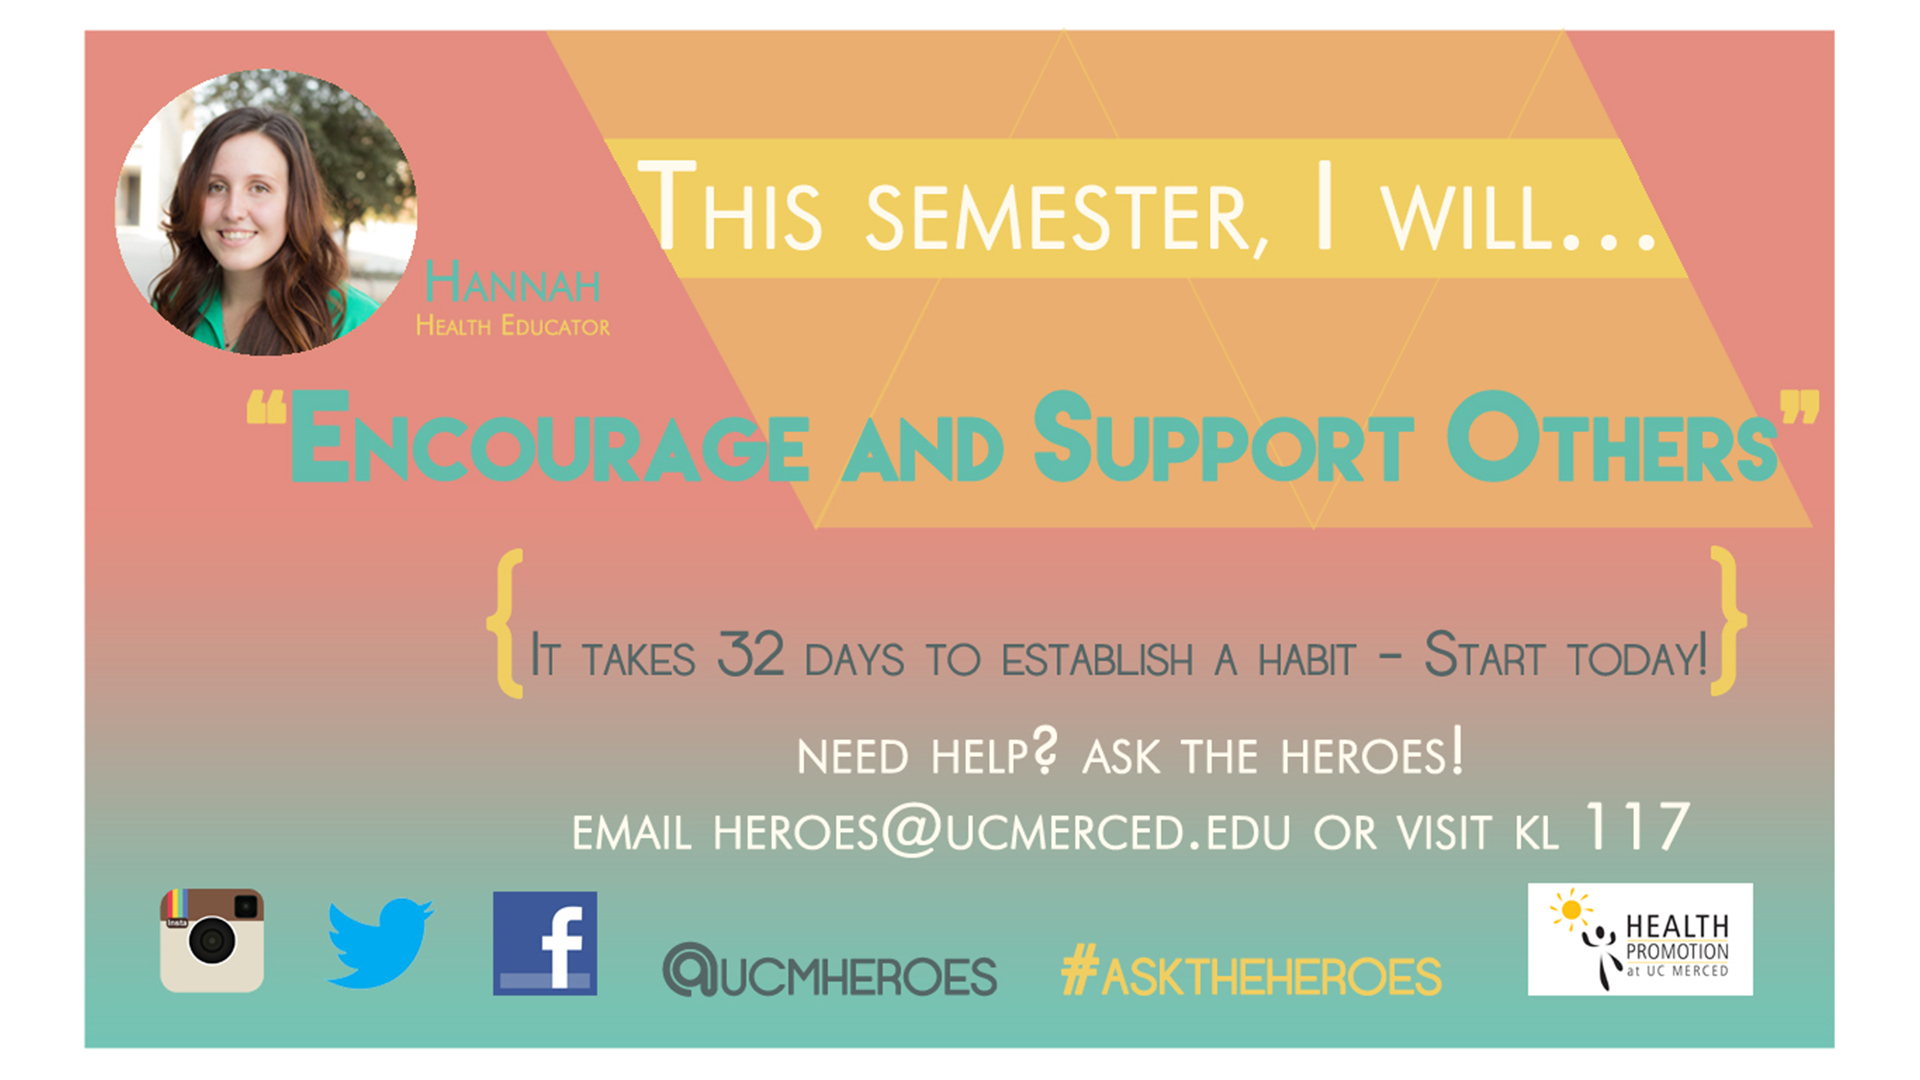 This semester, I will...
Hannah
Health Educator
“Encourage and Support Others”
{It takes 32 days to establish a habit - Start today!}
need help? ask the heroes!
email heroes@ucmerced.edu or visit kl 117
Insta
f
@ucmheroes #asktheheroes
HEALTH
PROMOTION
at UC MERCED